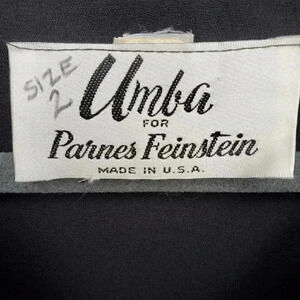 SIZE
2
Umba
FOR
Parnes Feinstein
MADE IN U.S.A.